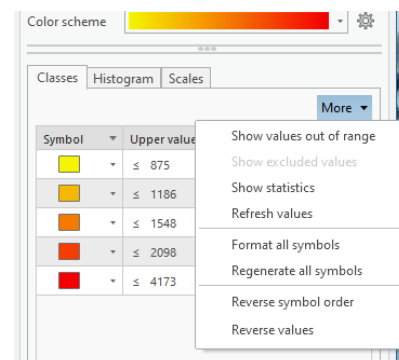 Color scheme
Classes Histogram Scales
More
Symbol Upper value
≤ 875
≤ 1186
≤ 1548
≤ 2098
≤ 4173
Show values out of range
Show excluded values
Show statistics
Refresh values
Format all symbols
Regenerate all symbols
Reverse symbol order
Reverse values